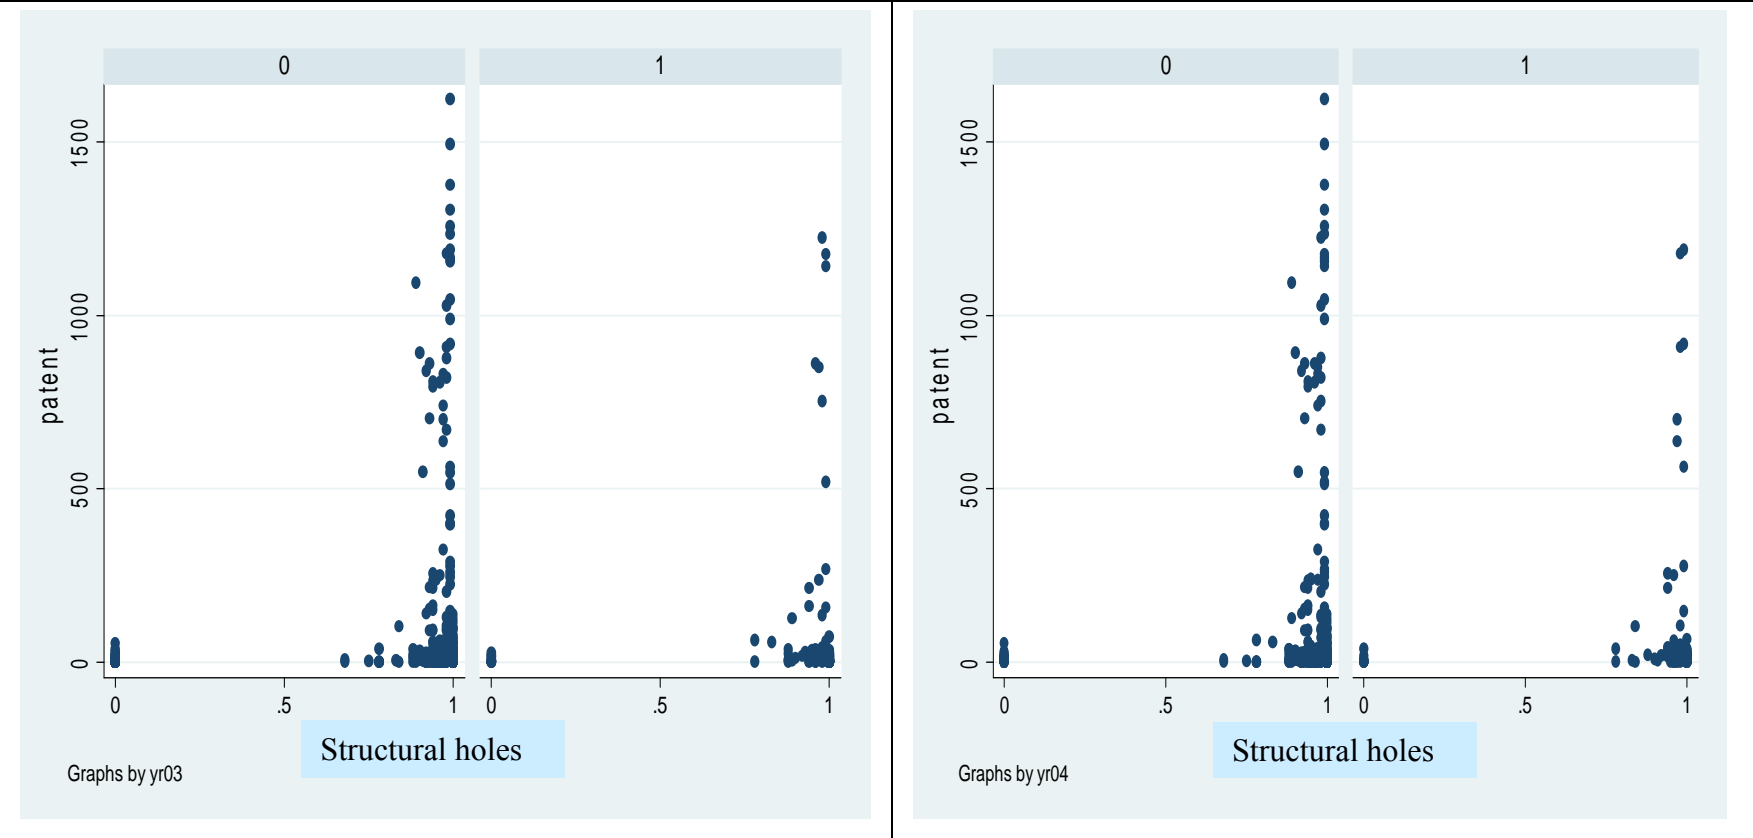 0 1
1500
1000
500
0
patent
0 .5 1 0 .5 1
Structural holes
Graphs by yr03
0 1
1500
1000
500
0
patent
0 .5 1 0 .5 1
Structural holes
Graphs by yr04